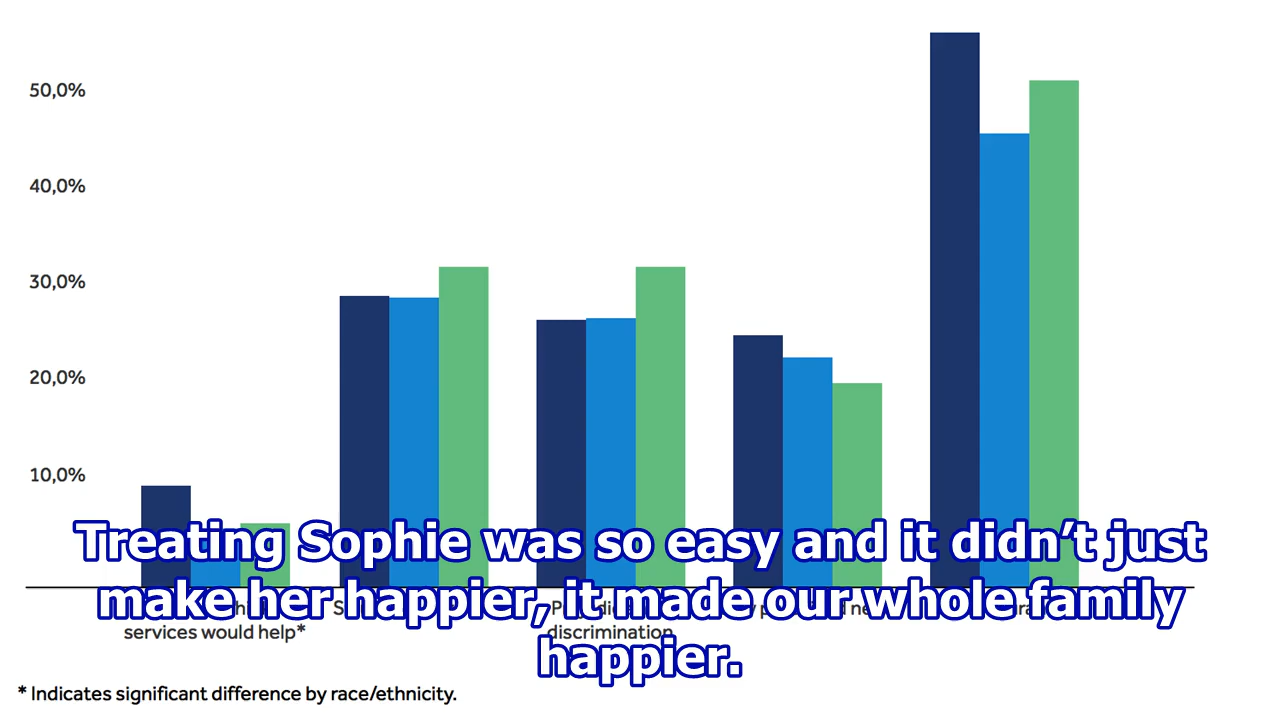 50,0%
40,0%
30,0%
20,0%
10,0%
Treating Sophie was so easy and it didn’t just
make her happier, it made our whole family
happier.
services would help*
discrimination
* Indicates significant difference by race/ethnicity.